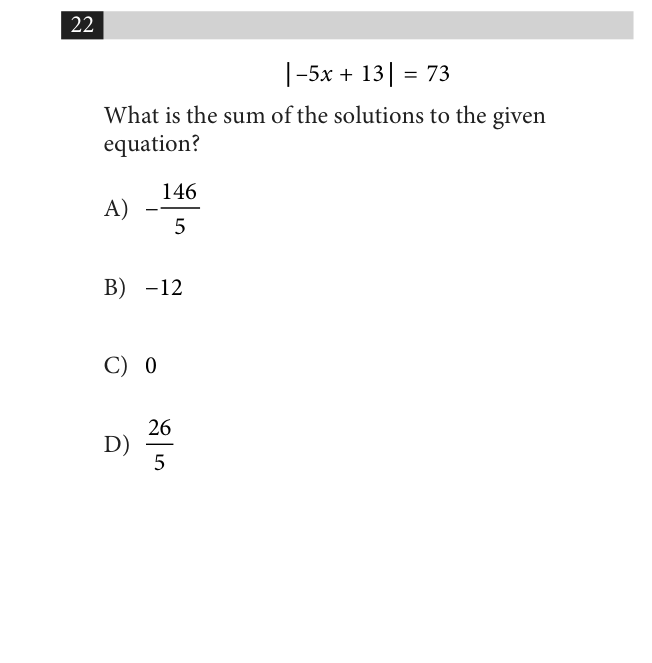 22
|–5x + 13| = 73
What is the sum of the solutions to the given
equation?
A) –146/5
B) –12
C) 0
D) 26/5